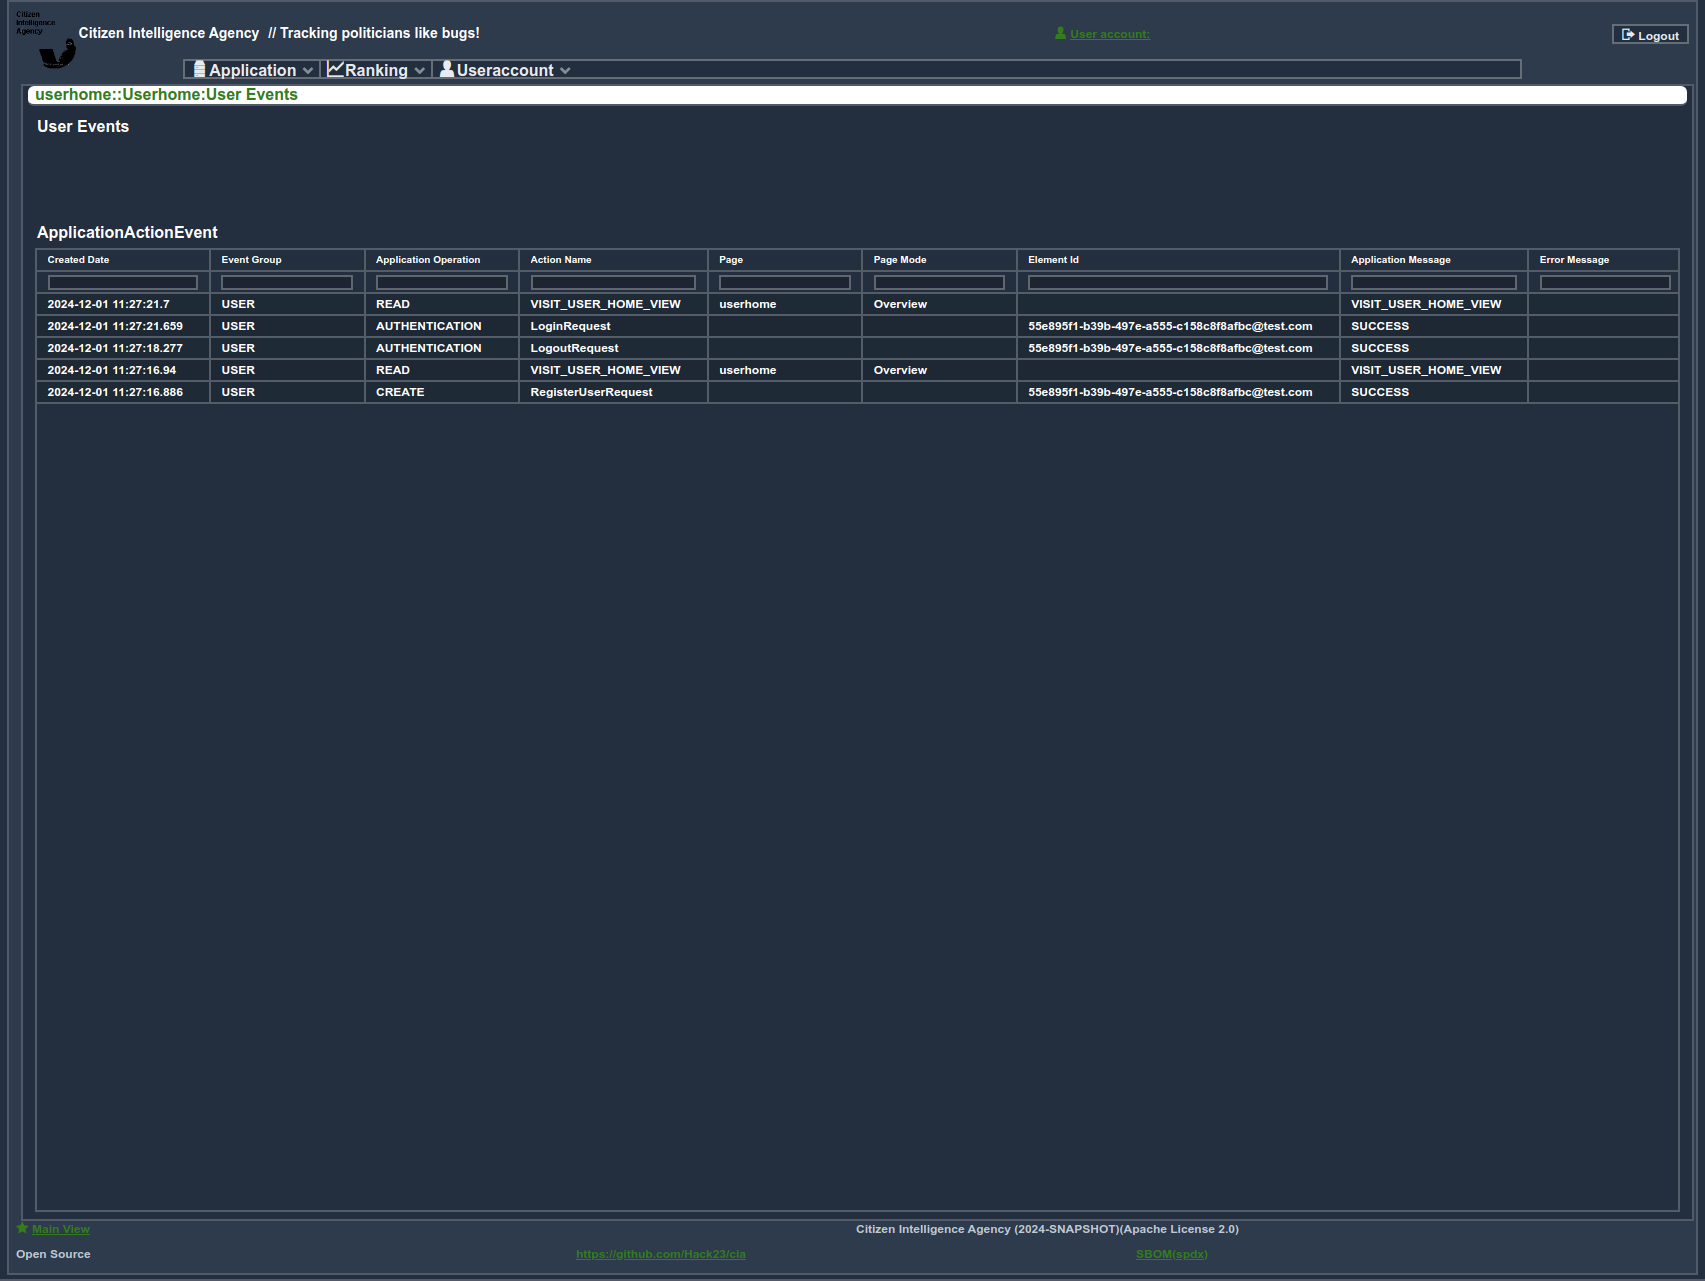 Citizen
Intelligence
Agency
Citizen Intelligence Agency // Tracking politicians like bugs!
User account:
Logout
Application Ranking Useraccount
userhome::Userhome:User Events
User Events
ApplicationActionEvent
Created Date Event Group Application Operation Action Name Page Page Mode Element Id Application Message Error Message
2024-12-01 11:27:21.7 USER READ VISIT_USER_HOME_VIEW userhome Overview VISIT_USER_HOME_VIEW
2024-12-01 11:27:21.659 USER AUTHENTICATION LoginRequest 55e895f1-b39b-497e-a555-c158c8f8afbc@test.com SUCCESS
2024-12-01 11:27:18.277 USER AUTHENTICATION LogoutRequest 55e895f1-b39b-497e-a555-c158c8f8afbc@test.com SUCCESS
2024-12-01 11:27:16.94 USER READ VISIT_USER_HOME_VIEW userhome Overview VISIT_USER_HOME_VIEW
2024-12-01 11:27:16.886 USER CREATE RegisterUserRequest 55e895f1-b39b-497e-a555-c158c8f8afbc@test.com SUCCESS
Main View Citizen Intelligence Agency (2024-SNAPSHOT)(Apache License 2.0)
Open Source https://github.com/Hack23/cia SBOM(spdx)